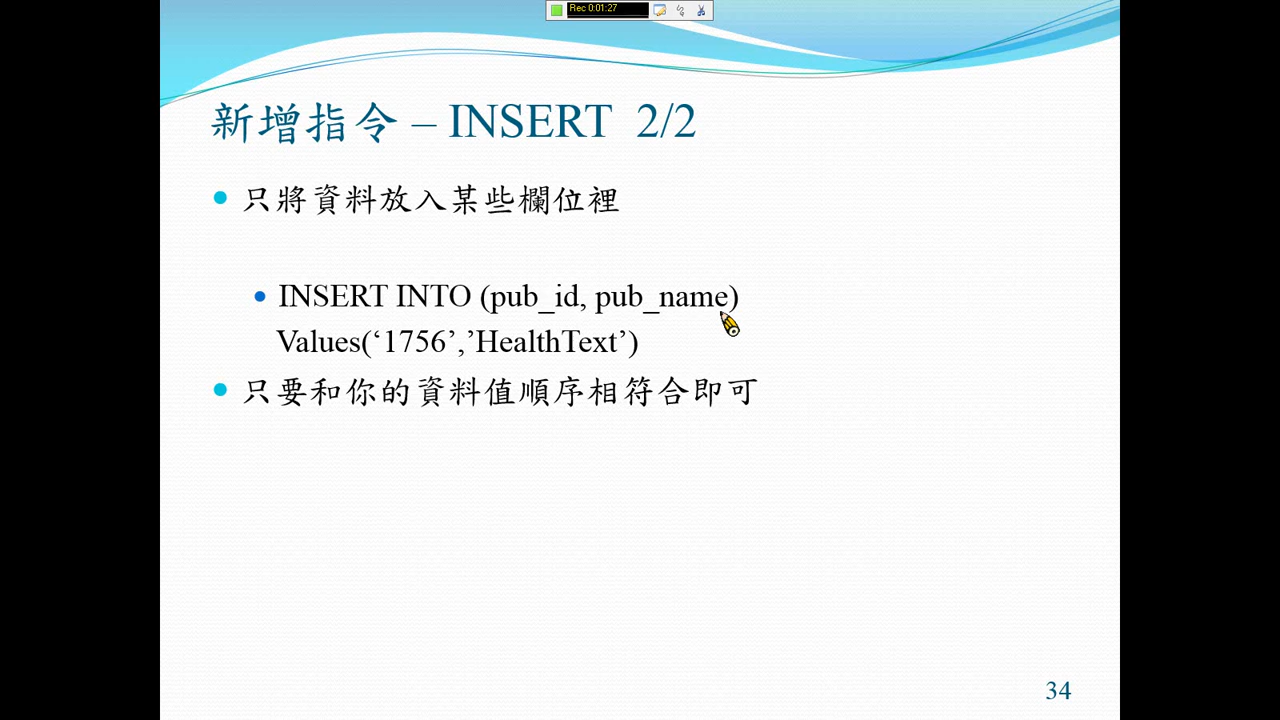 Rec 0:01:27
新增指令 – INSERT 2/2
只將資料放入某些欄位裡
INSERT INTO (pub_id, pub_name)
Values(‘1756’,’HealthText’)
只要和你的資料值順序相符合即可
34